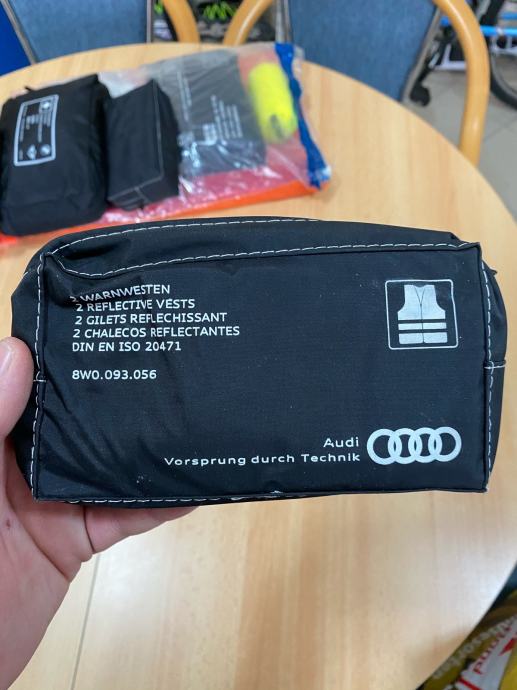 2 WARNWESTEN
2 REFLECTIVE VESTS
2 GILETS REFLECHISSANT
2 CHALECOS REFLECTANTES
DIN EN ISO 20471
8W0.093.056
Audi
Vorsprung durch Technik